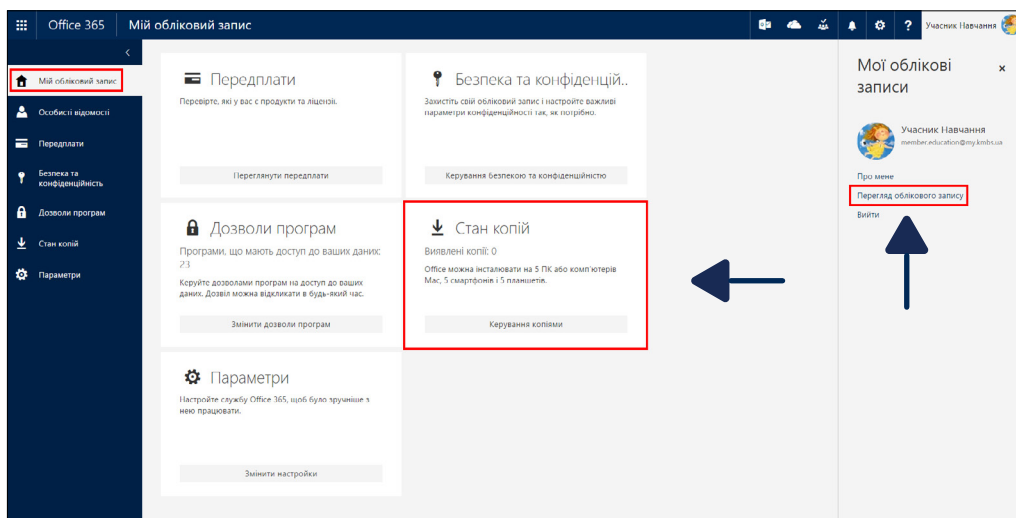 Office 365
Мій обліковий запис
Учасник Навчання
Мій обліковий запис
Особисті відомості
Передплати
Безпека та
конфіденційність
Дозволи програм
Стан копій
Параметри
Передплати
Перевірте, які у вас є продукти та ліцензії.
Переглянути передплати
Безпека та конфіденцій..
Захистіть свій обліковий запис і настройте важливі
параметри конфіденційності так, як потрібно.
Керування безпекою та конфіденційністю
Дозволи програм
Програми, що мають доступ до ваших даних:
23
Керуйте дозволами програм на доступ до ваших
даних. Дозвіл можна відкликати в будь-який час.
Змінити дозволи програм
Стан копій
Виявлені копії: 0
Office можна інсталювати на 5 ПК або комп'ютерів
Mac, 5 смартфонів і 5 планшетів.
Керування копіями
Параметри
Настройте службу Office 365, щоб було зручніше з
нею працювати.
Змінити настройки
Мої облікові
записи
Учасник Навчання
member.education@my.kmbs.ua
Про мене
Перегляд облікового запису
Вийти